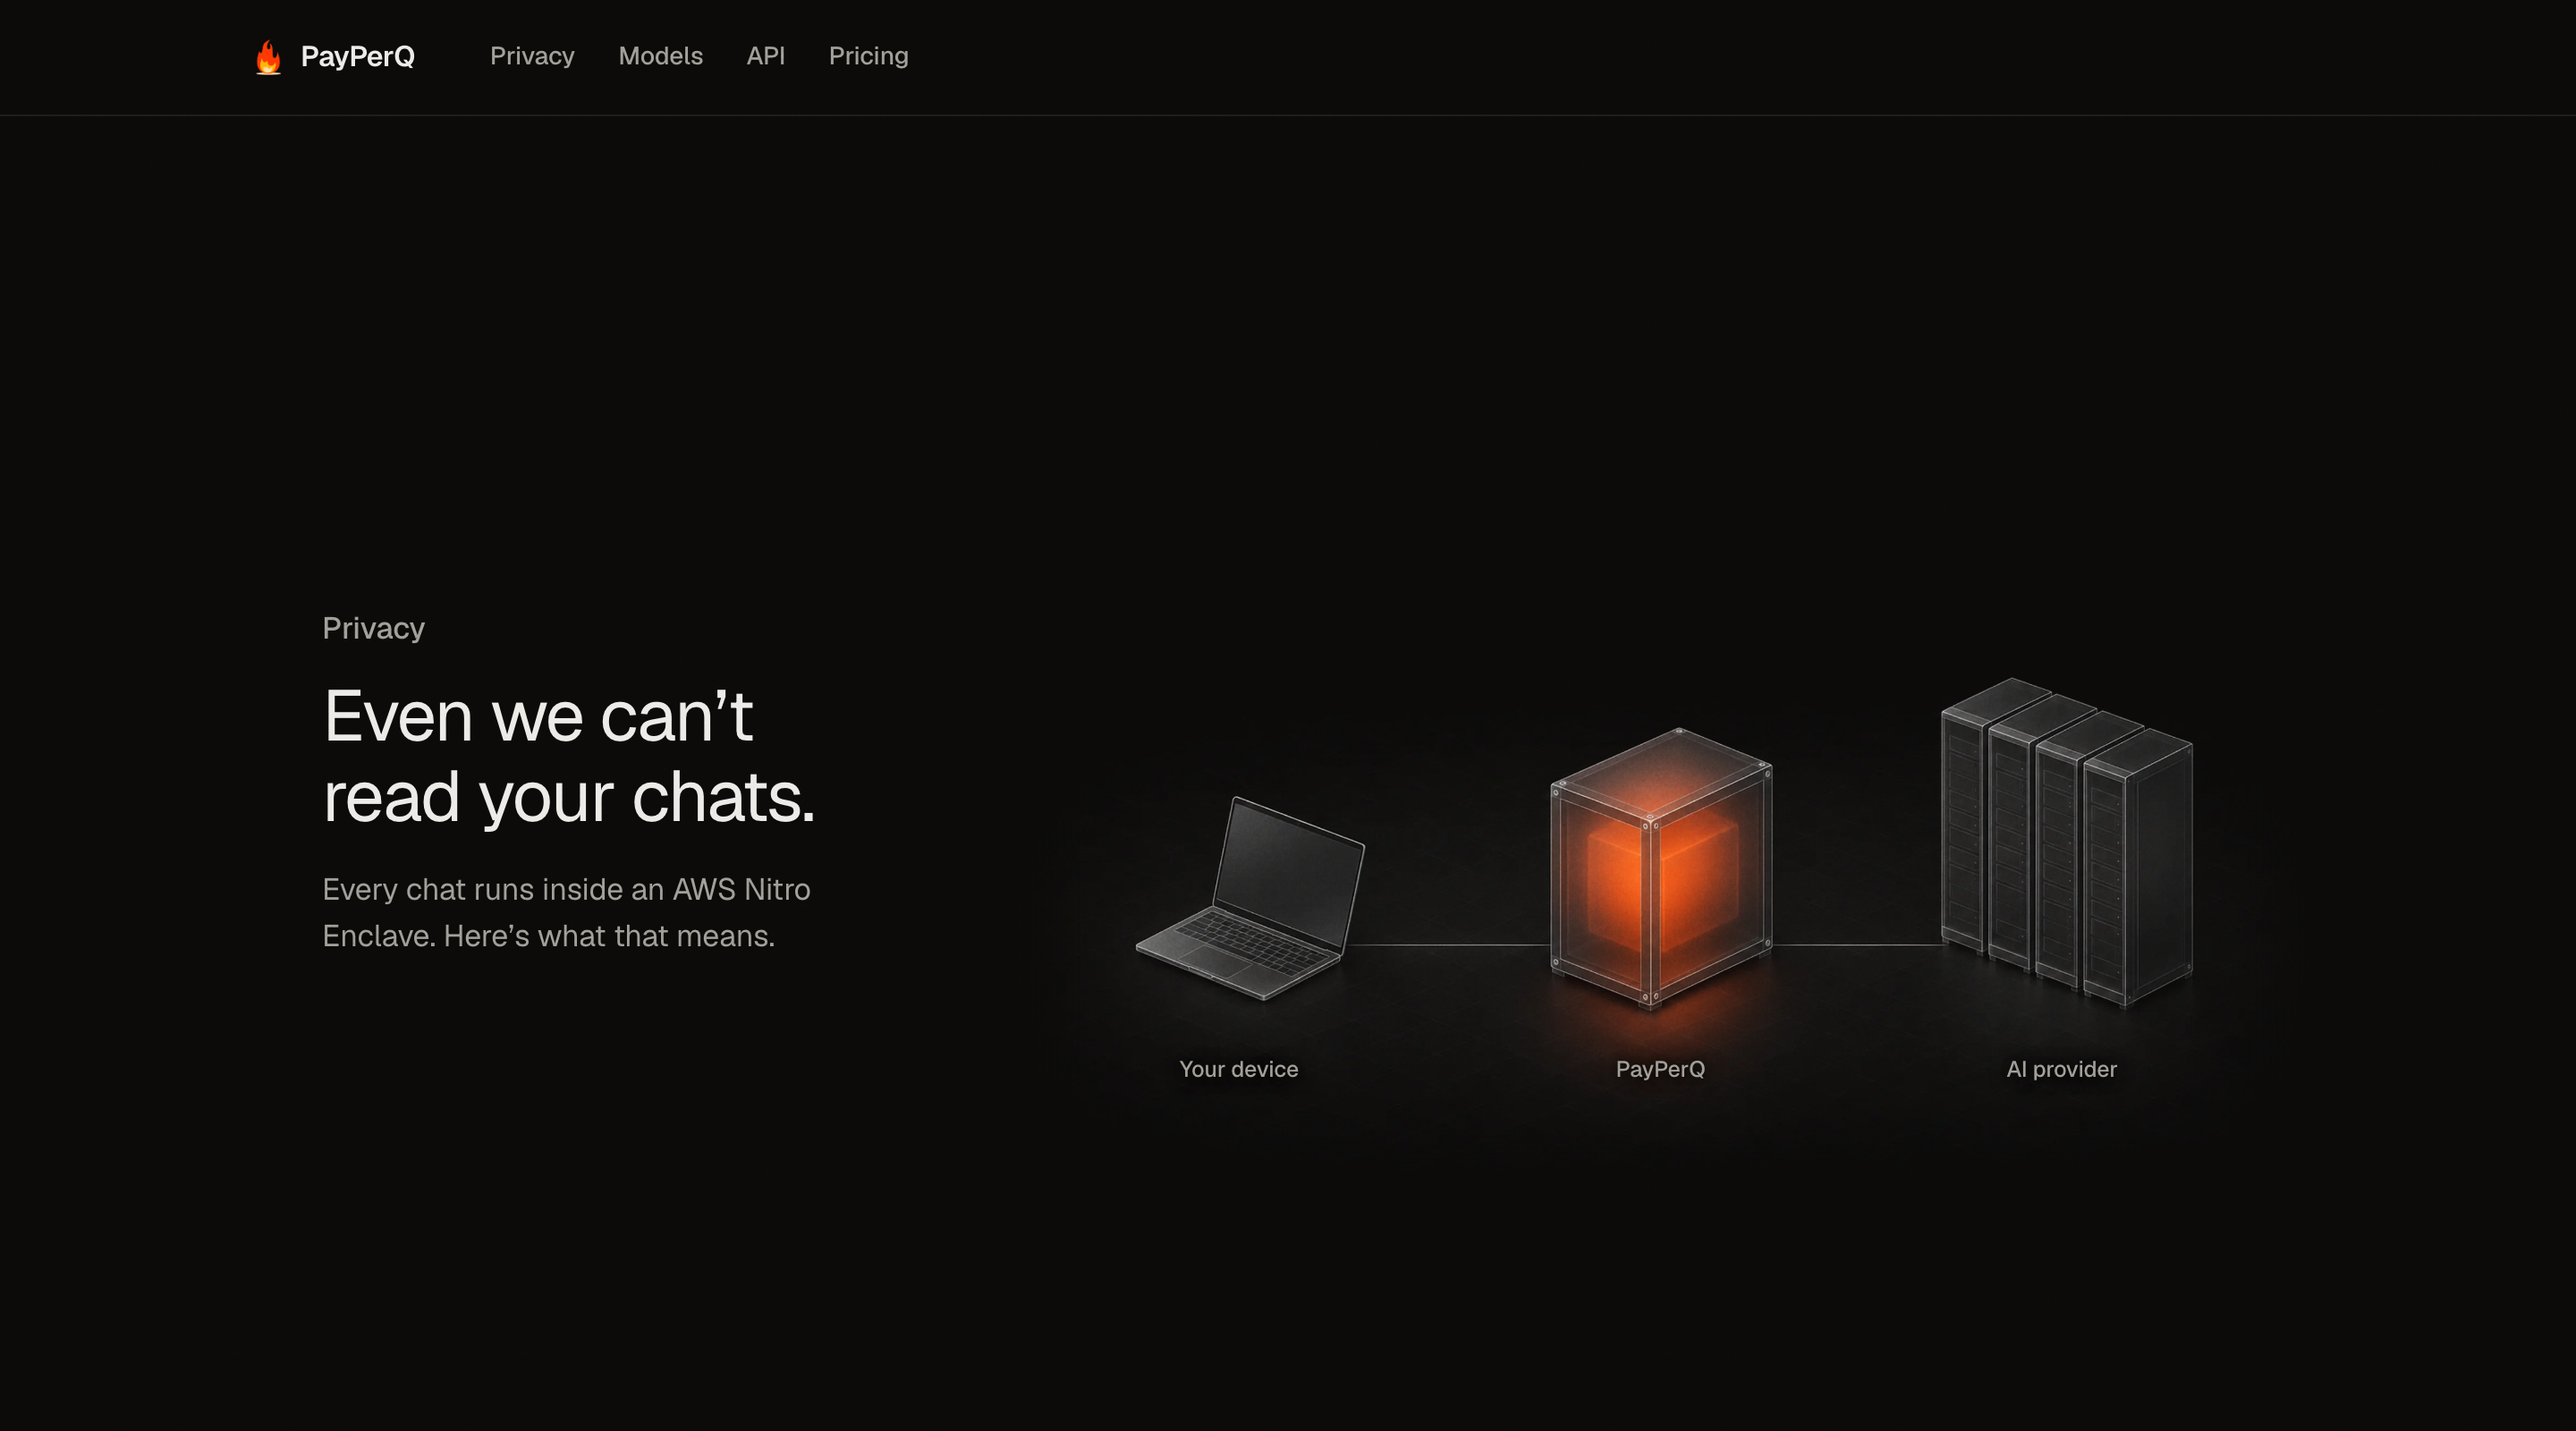 PayPerQ
Privacy
Models
API
Pricing
Privacy
Even we can’t
read your chats.
Every chat runs inside an AWS Nitro
Enclave. Here’s what that means.
Your device
PayPerQ
AI provider